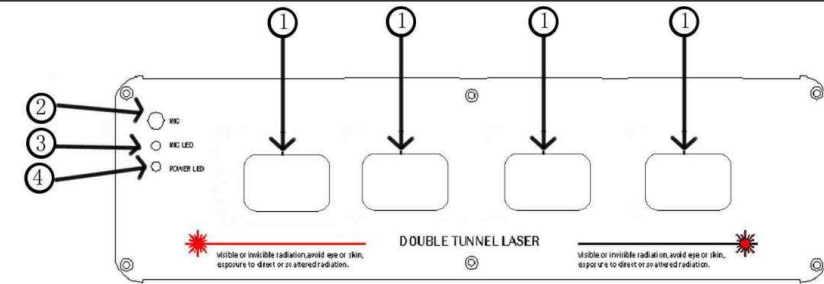 1 1 1 1
2
MIC
3
MIC LED
4
POWER LED
DOUBLE TUNNEL LASER
Visible or invisible radiation,avoid eye or skin,
exposure to direct or scattered radiation.
Visible or invisible radiation,avoid eye or skin,
exposure to direct or scattered radiation.